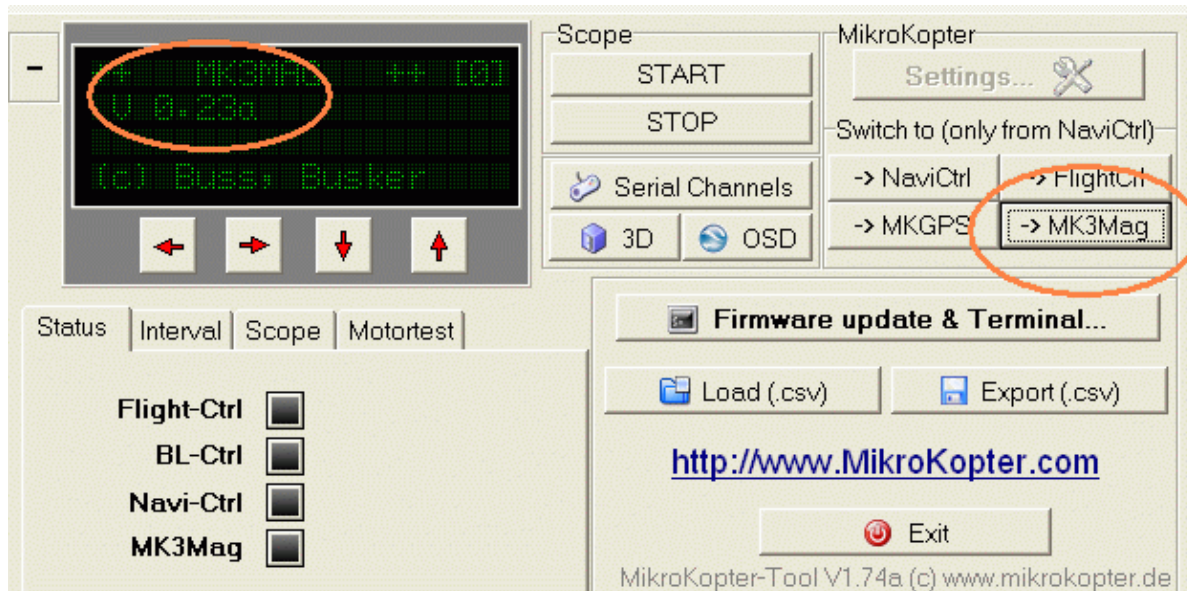 -
++ MK3MAG ++ [0]
V 0.23a
(c) Buss, Busker
Scope
START
STOP
Serial Channels
3D
OSD
MikroKopter
Settings...
Switch to (only from NaviCtrl)
-> NaviCtrl
-> FlightCrl
-> MKGPS
-> MK3Mag
Status
Interval
Scope
Motortest
Flight-Ctrl
BL-Ctrl
Navi-Ctrl
MK3Mag
Firmware update & Terminal...
Load (.csv)
Export (.csv)
http://www.MikroKopter.com
Exit
MikroKopter-Tool V1.74a (c) www.mikrokopter.de